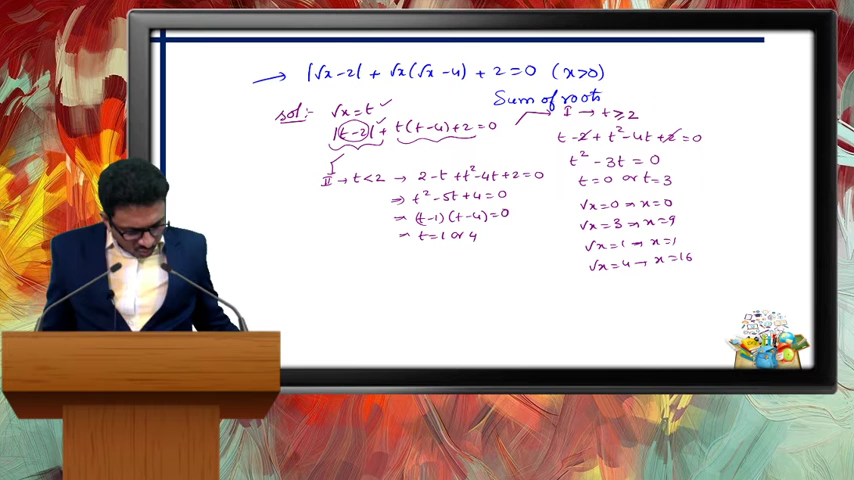 → |√x-2| + √x(√x-4) + 2 = 0 (x>0)
Sum of roots
Sol:- √x = t ✓
|t-2| + t(t-4)+2 = 0
I
II → t<2 → 2-t+t²-4t+2=0
⇒ t²-5t+4=0
⇒ (t-1)(t-4)=0
⇒ t=1 or 4
I → t≥2
t-2+t²-4t+2=0
t²-3t=0
t=0 or t=3
√x=0 ⇒ x=0
√x=3 ⇒ x=9
√x=1 → x=1
√x=4 → x=16